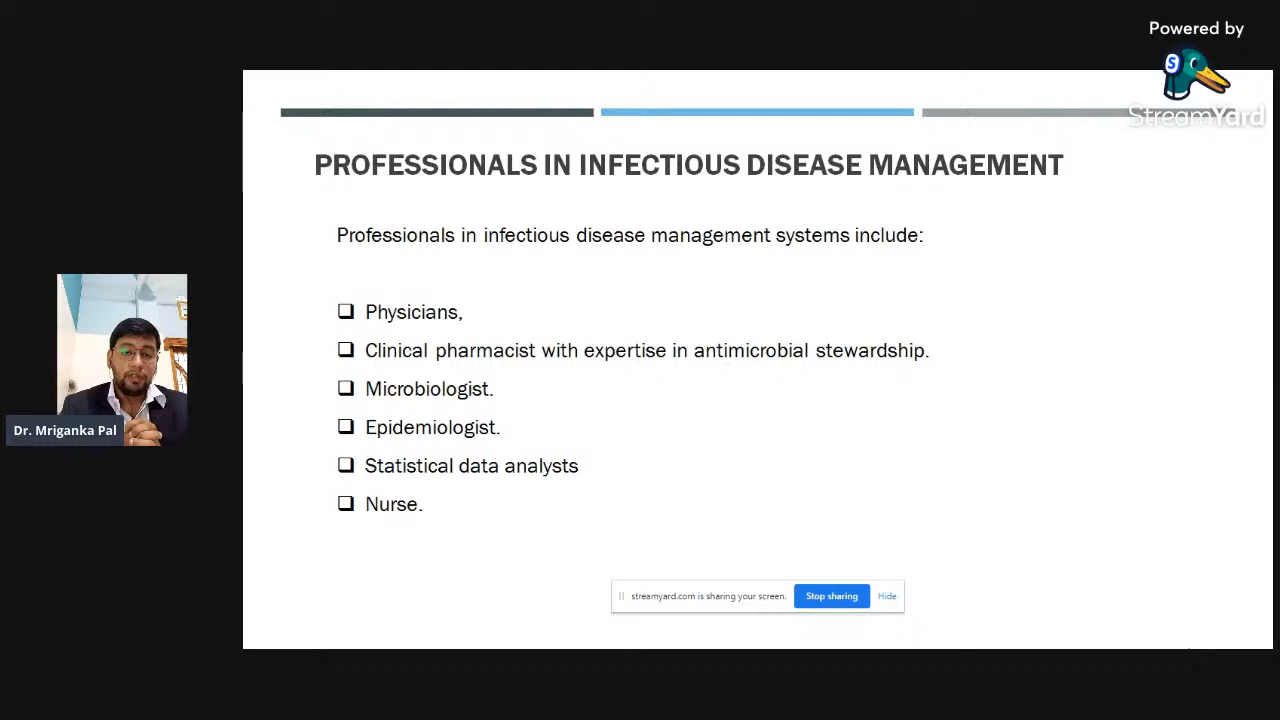 Powered by
S
StreamYard
PROFESSIONALS IN INFECTIOUS DISEASE MANAGEMENT
Professionals in infectious disease management systems include:
Physicians,
Clinical pharmacist with expertise in antimicrobial stewardship.
Microbiologist.
Epidemiologist.
Statistical data analysts
Nurse.
Dr. Mriganka Pal
streamyard.com is sharing your screen. Stop sharing Hide